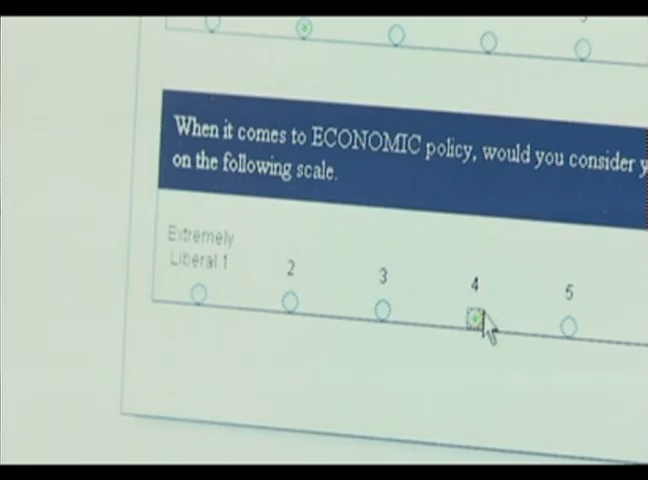 When it comes to ECONOMIC policy, would you consider
on the following scale.
Extremely
Liberal 1
2
3
4
5